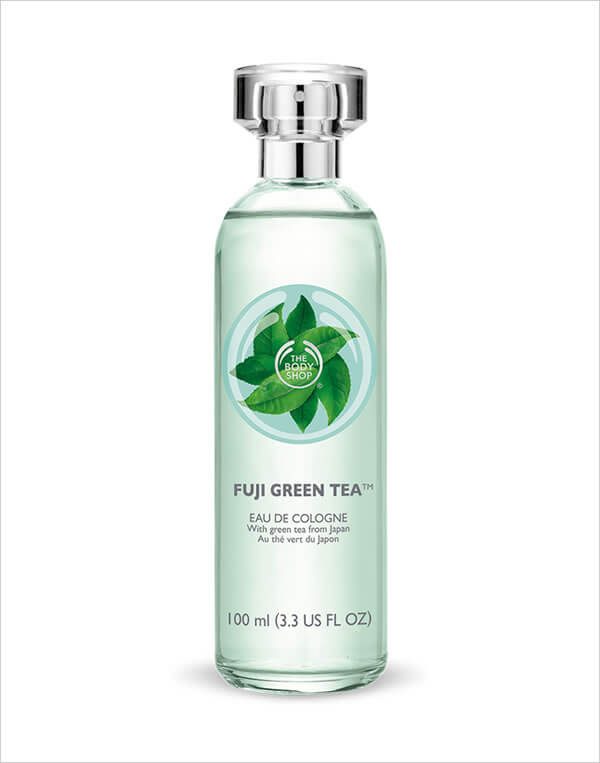 THE
BODY
SHOP®
FUJI GREEN TEA™
EAU DE COLOGNE
With green tea from Japan
Au thé vert du Japon
100 ml (3.3 US FL OZ)